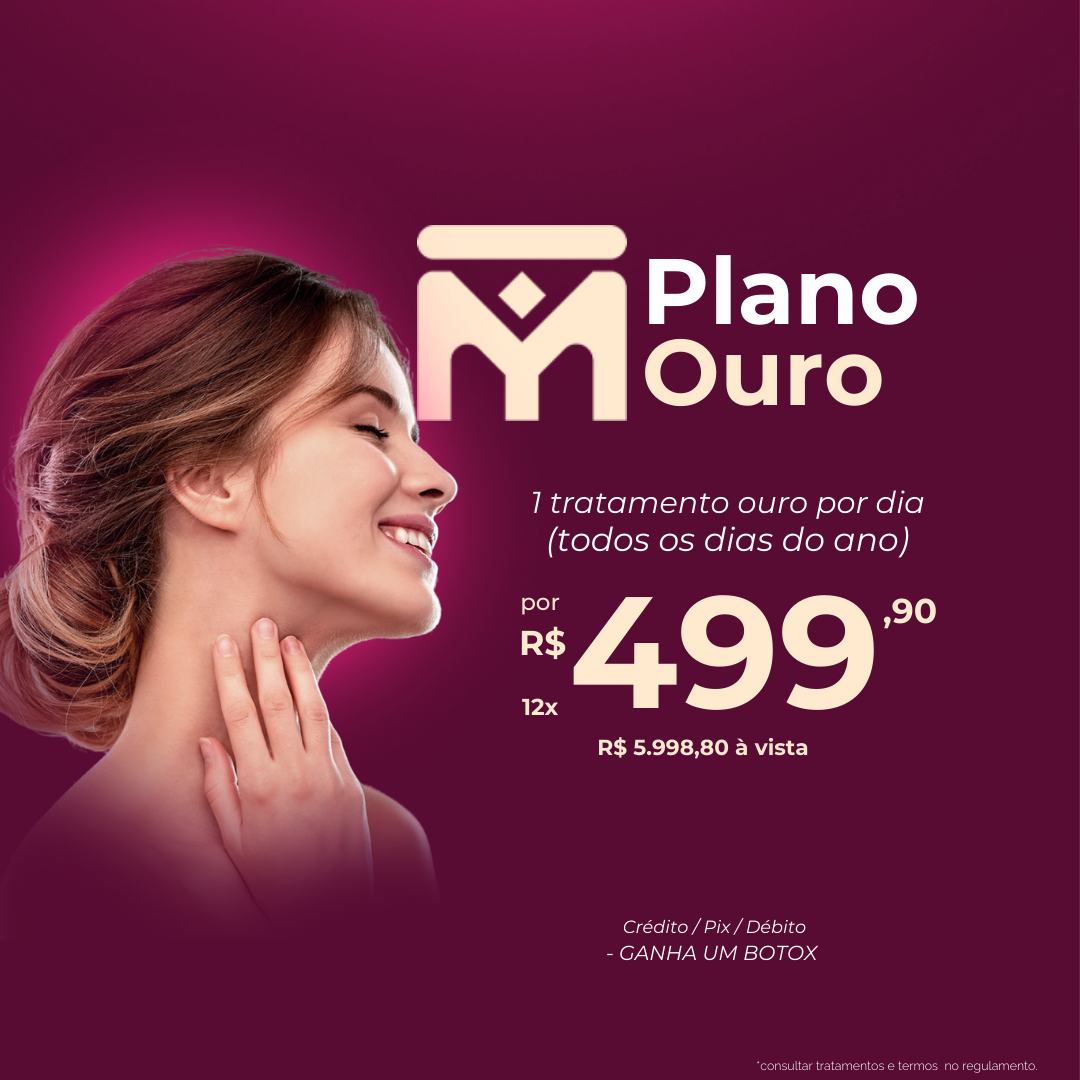 Plano
Ouro
1 tratamento ouro por dia
(todos os dias do ano)
por
R$ 499,90
12x
R$ 5.998,80 à vista
Crédito / Pix / Débito
- GANHA UM BOTOX
*consultar tratamentos e termos no regulamento.